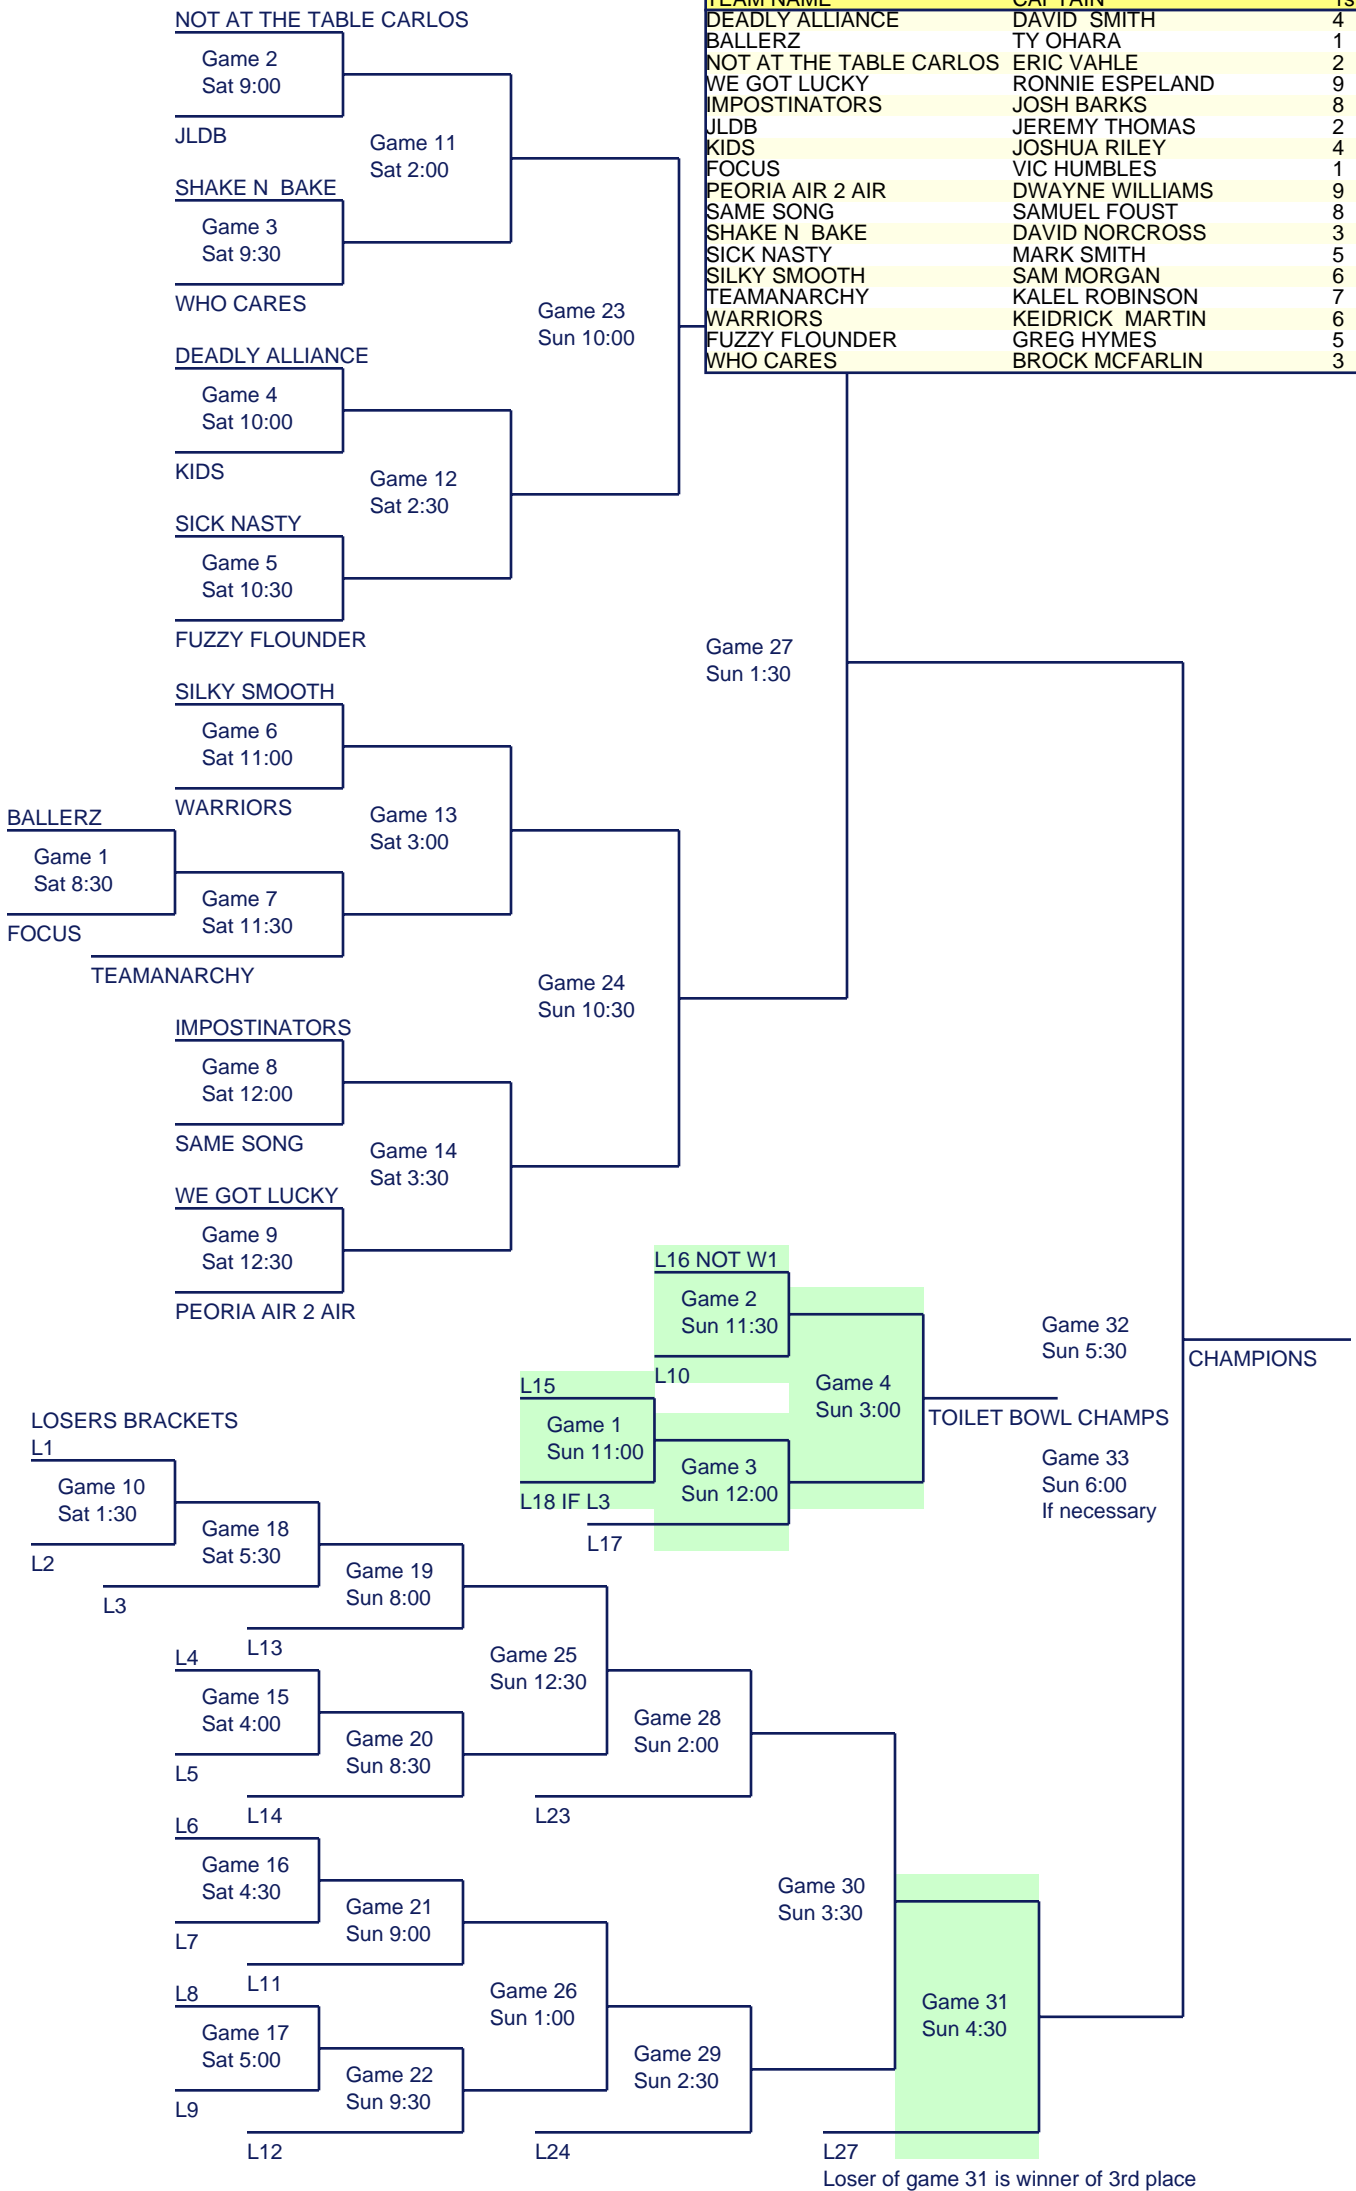 TEAM NAME CAPTAIN
DEADLY ALLIANCE DAVID  SMITH 4
BALLERZ TY OHARA 1
NOT AT THE TABLE CARLOS ERIC VAHLE 2
WE GOT LUCKY RONNIE ESPELAND 9
IMPOSTINATORS JOSH BARKS 8
JLDB JEREMY THOMAS 2
KIDS JOSHUA RILEY 4
FOCUS VIC HUMBLES 1
PEORIA AIR 2 AIR DWAYNE WILLIAMS 9
SAME SONG SAMUEL FOUST 8
SHAKE N  BAKE DAVID NORCROSS 3
SICK NASTY MARK SMITH 5
SILKY SMOOTH SAM MORGAN 6
TEAMANARCHY KALEL ROBINSON 7
WARRIORS KEIDRICK  MARTIN 6
FUZZY FLOUNDER GREG HYMES 5
WHO CARES BROCK MCFARLIN 3
NOT AT THE TABLE CARLOS
Game 2
Sat 9:00
JLDB
Game 11
Sat 2:00
SHAKE N  BAKE
Game 3
Sat 9:30
WHO CARES
Game 23
Sun 10:00
DEADLY ALLIANCE
Game 4
Sat 10:00
KIDS
Game 12
Sat 2:30
SICK NASTY
Game 5
Sat 10:30
FUZZY FLOUNDER
Game 27
Sun 1:30
SILKY SMOOTH
Game 6
Sat 11:00
WARRIORS
Game 13
Sat 3:00
BALLERZ
Game 1
Sat 8:30
FOCUS
Game 7
Sat 11:30
TEAMANARCHY
Game 24
Sun 10:30
IMPOSTINATORS
Game 8
Sat 12:00
SAME SONG
Game 14
Sat 3:30
WE GOT LUCKY
Game 9
Sat 12:30
PEORIA AIR 2 AIR
L16 NOT W1
Game 2
Sun 11:30
L10
L15
Game 1
Sun 11:00
L18 IF L3
Game 3
Sun 12:00
L17
Game 4
Sun 3:00
TOILET BOWL CHAMPS
Game 32
Sun 5:30
CHAMPIONS
Game 33
Sun 6:00
If necessary
LOSERS BRACKETS
L1
Game 10
Sat 1:30
L2
Game 18
Sat 5:30
L3
Game 19
Sun 8:00
L13
L4
Game 15
Sat 4:00
L5
Game 20
Sun 8:30
L14
Game 25
Sun 12:30
Game 28
Sun 2:00
L23
L6
Game 16
Sat 4:30
L7
Game 21
Sun 9:00
L11
L8
Game 17
Sat 5:00
L9
Game 22
Sun 9:30
L12
Game 26
Sun 1:00
Game 29
Sun 2:30
L24
Game 30
Sun 3:30
Game 31
Sun 4:30
L27
Loser of game 31 is winner of 3rd place